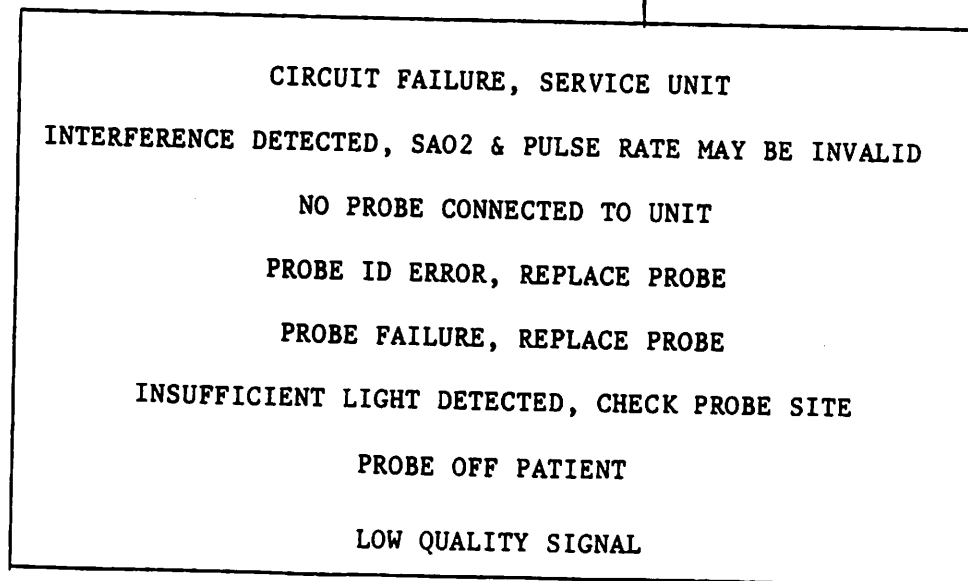 CIRCUIT FAILURE, SERVICE UNIT
INTERFERENCE DETECTED, SAO2 & PULSE RATE MAY BE INVALID
NO PROBE CONNECTED TO UNIT
PROBE ID ERROR, REPLACE PROBE
PROBE FAILURE, REPLACE PROBE
INSUFFICIENT LIGHT DETECTED, CHECK PROBE SITE
PROBE OFF PATIENT
LOW QUALITY SIGNAL